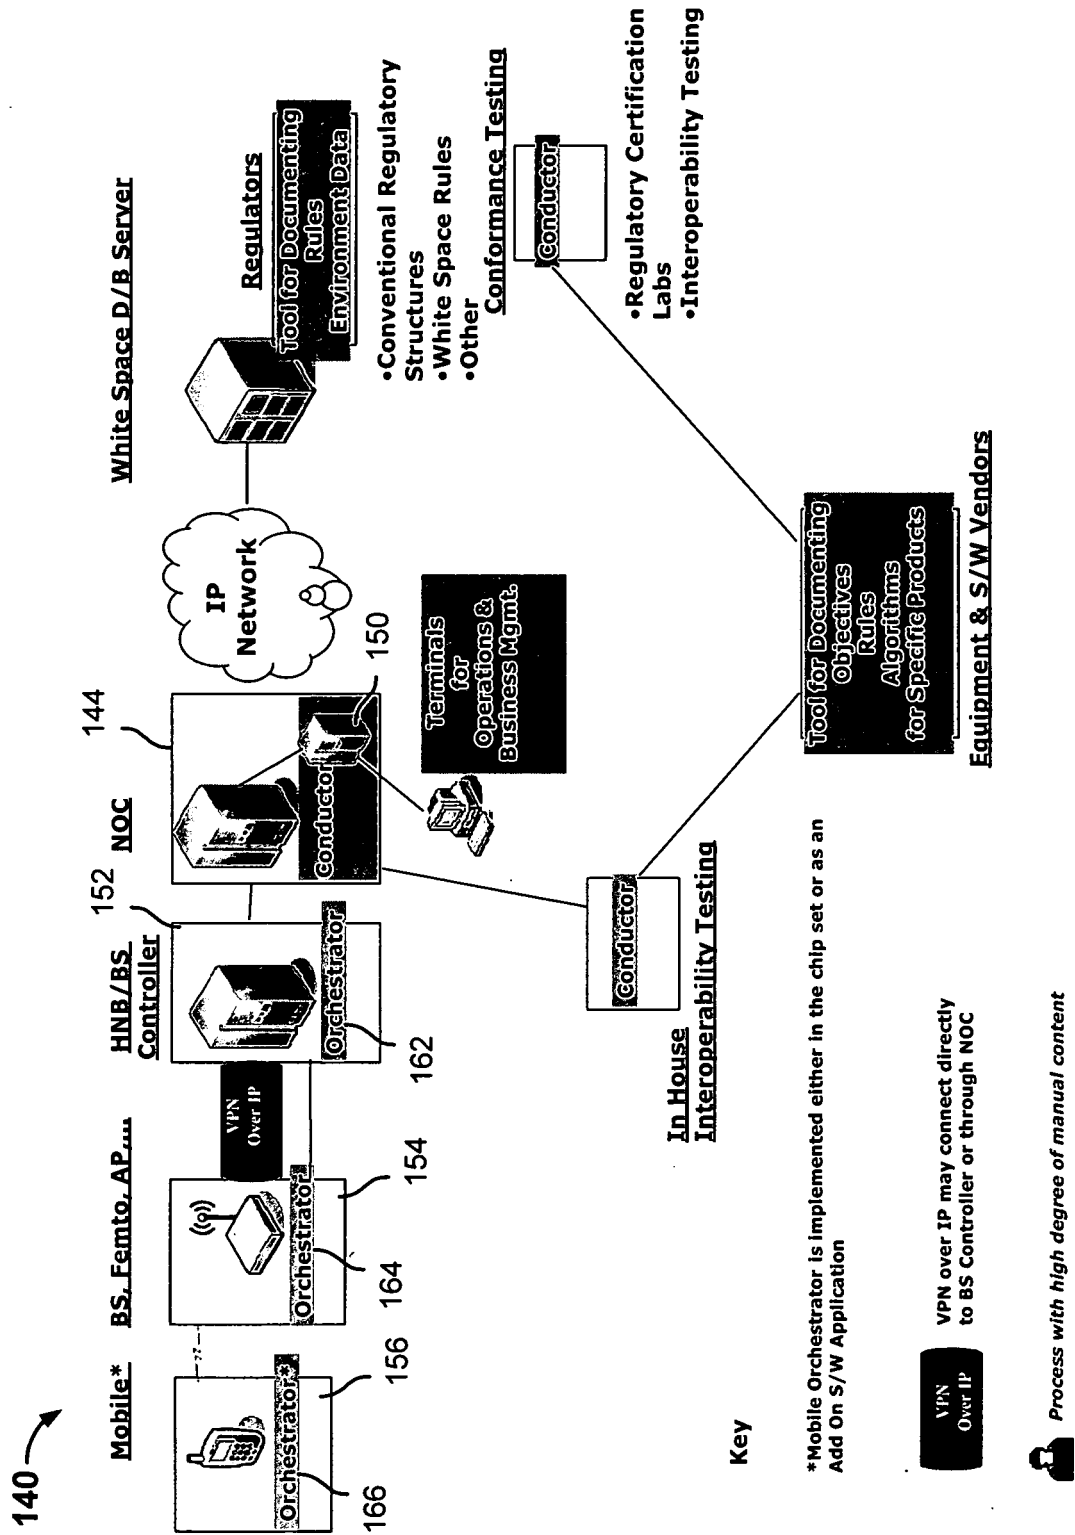 140
Mobile*
Orchestrator*
166
156
BS, Femto, AP,...
Orchestrator
164
154
VPN
Over IP
HNB/BS
Controller
152
Orchestrator
162
NOC
144
Conductor
150
Terminals
for
Operations &
Business Mgmt.
IP
Network
White Space D/B Server
Regulators
Tool for Documenting
Rules
Environment Data
•Conventional Regulatory
Structures
•White Space Rules
•Other
Conformance Testing
Conductor
•Regulatory Certification
Labs
•Interoperability Testing
In House
Interoperability Testing
Conductor
Tool for Documenting
Objectives
Rules
Algorithms
for Specific Products
Equipment & S/W Vendors
Key
*Mobile Orchestrator is implemented either in the chip set or as an
Add On S/W Application
VPN
Over IP
VPN over IP may connect directly
to BS Controller or through NOC
Process with high degree of manual content